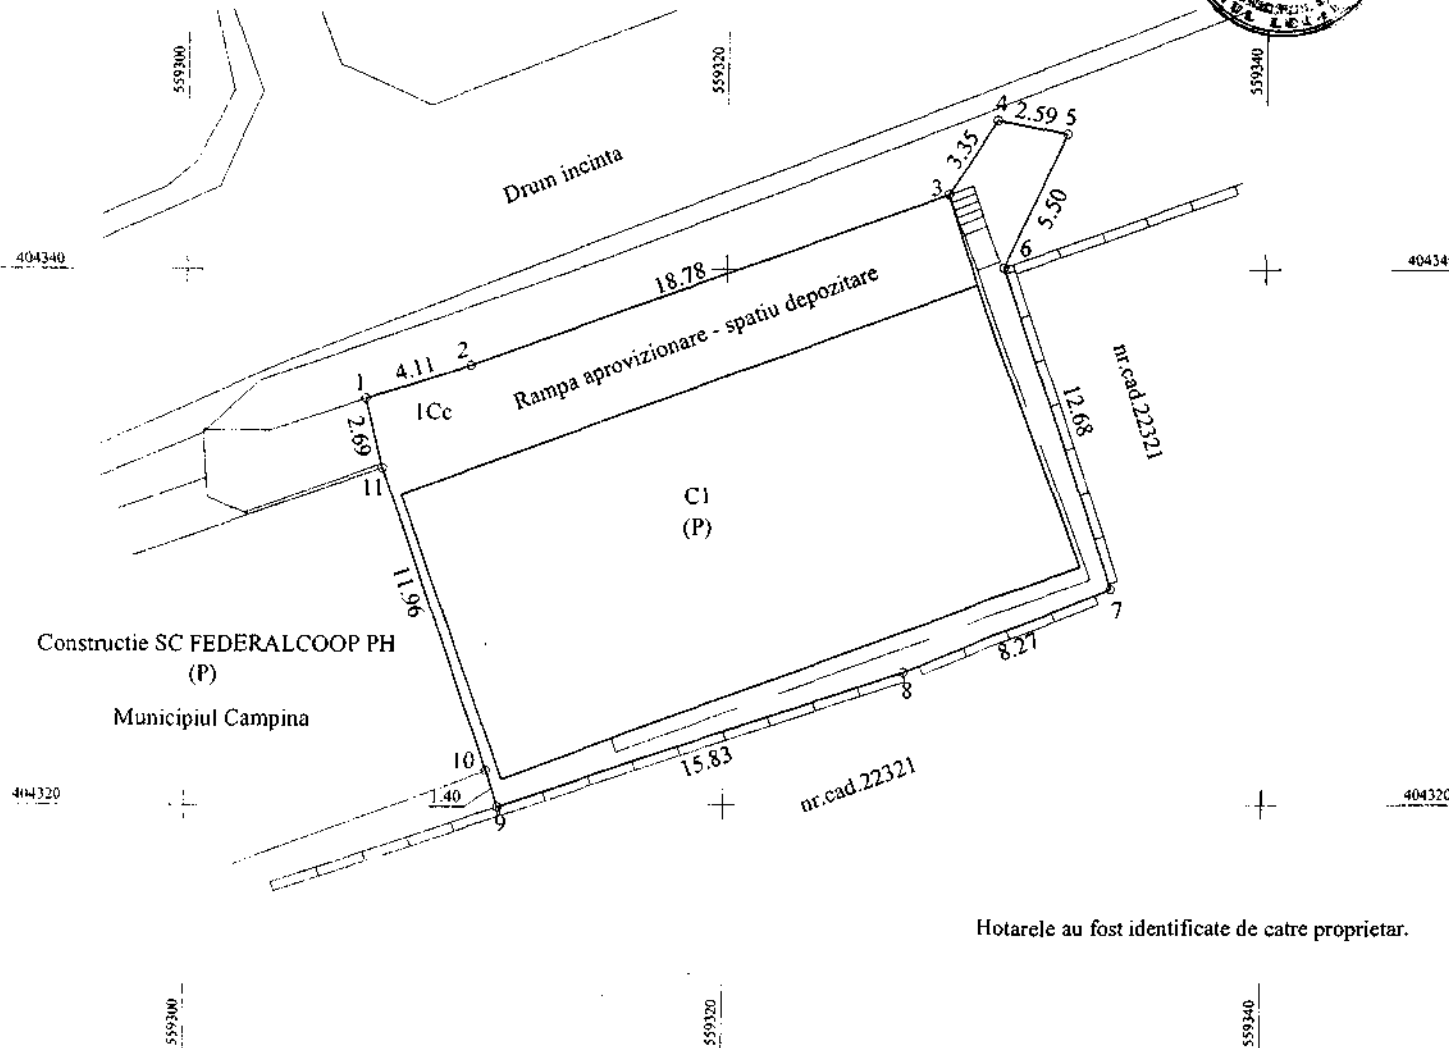 559300
559320
559340
4
2.59
5
3.35
Drum incinta
3
5.50
6
404340
18.78
Rampa aprovizionare - spatiu depozitare
2
4.11
1
1Cc
2.69
11
nr.cad.22321
12.68
C1
(P)
11.96
7
8.27
8
Constructie SC FEDERALCOOP PH
(P)
Municipiul Campina
10
15.83
nr.cad.22321
404320
1.40
9
404320
Hotarele au fost identificate de catre proprietar.
559300
559320
559340